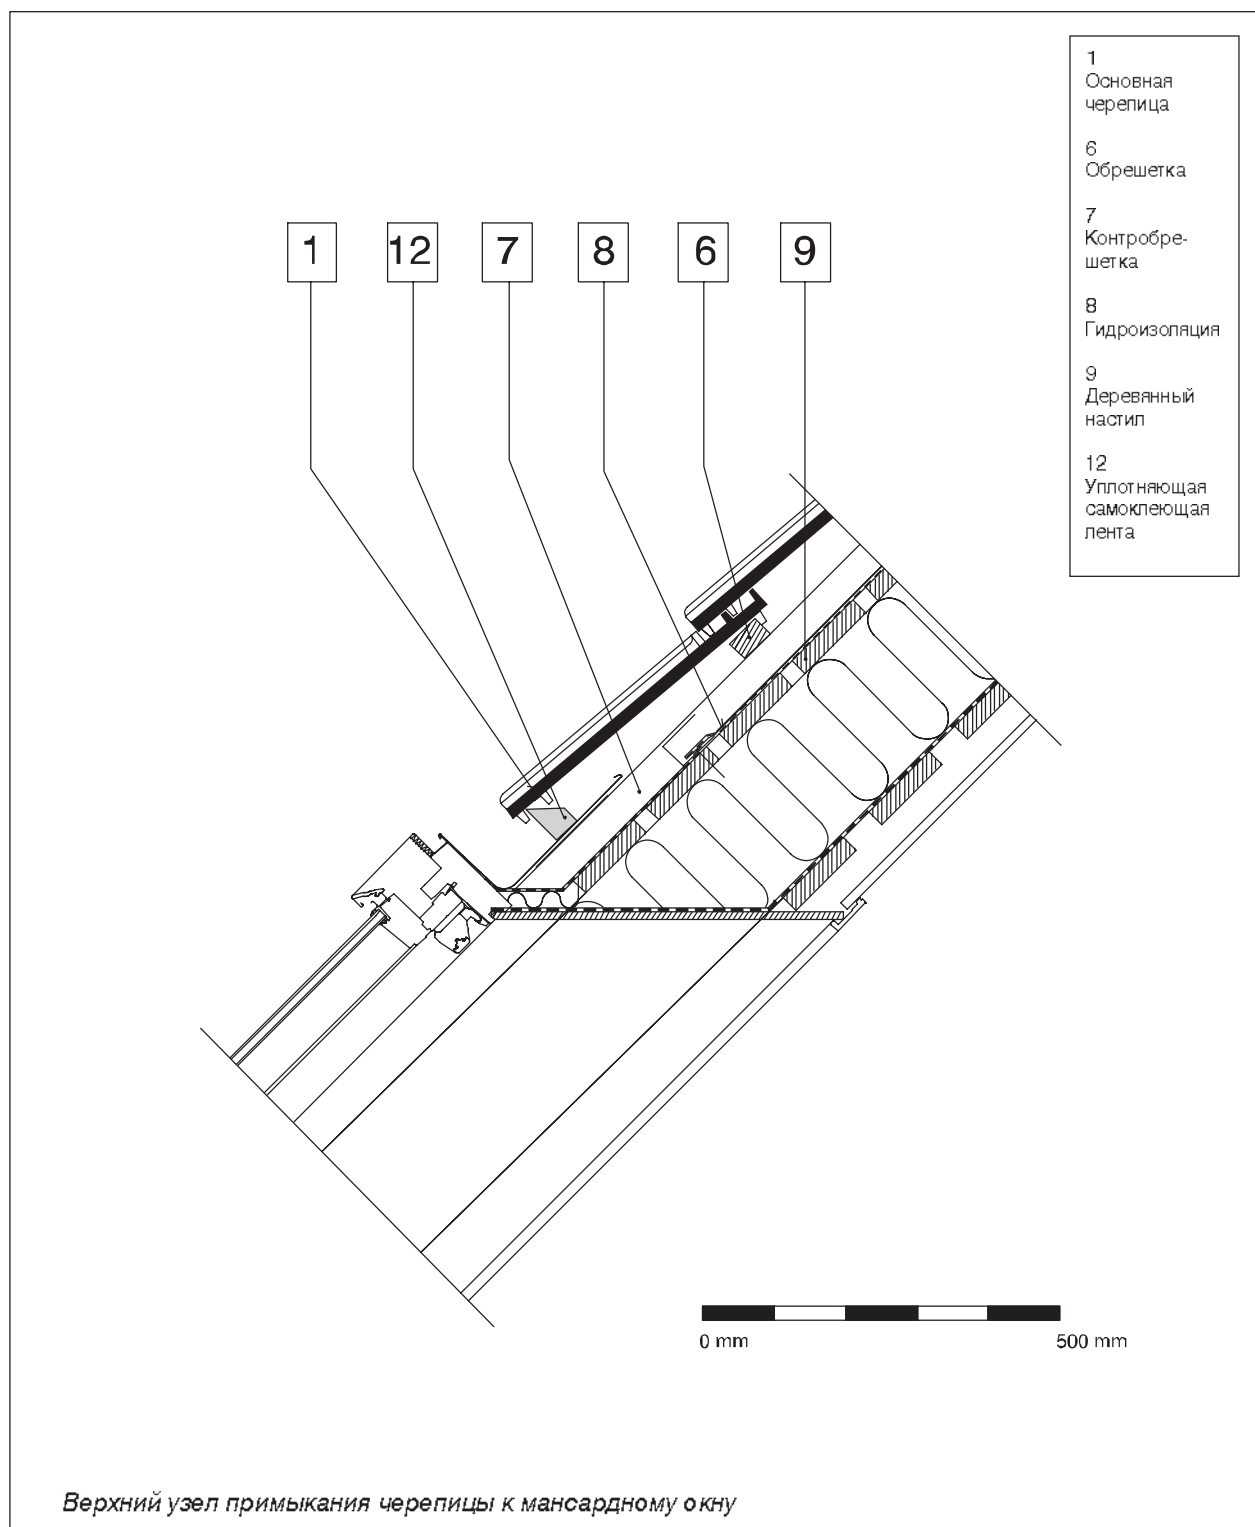 1
Основная
черепица
6
Обрешетка
7
Контробре-
шетка
8
Гидроизоляция
9
Деревянный
настил
12
Уплотняющая
самоклеющая
лента
1 12 7 8 6 9
0 mm 500 mm
Верхний узел примыкания черепицы к мансардному окну